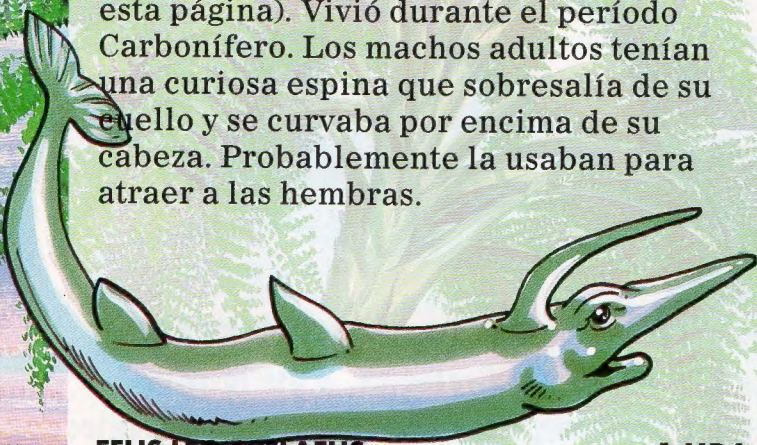 esta página). Vivió durante el período
Carbonífero. Los machos adultos tenían
una curiosa espina que sobresalía de su
cuello y se curvaba por encima de su
cabeza. Probablemente la usaban para
atraer a las hembras.